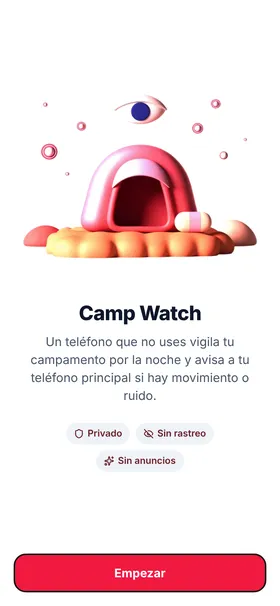 Camp Watch
Un teléfono que no uses vigila tu
campamento por la noche y avisa a tu
teléfono principal si hay movimiento o
ruido.
Privado
Sin rastreo
Sin anuncios
Empezar